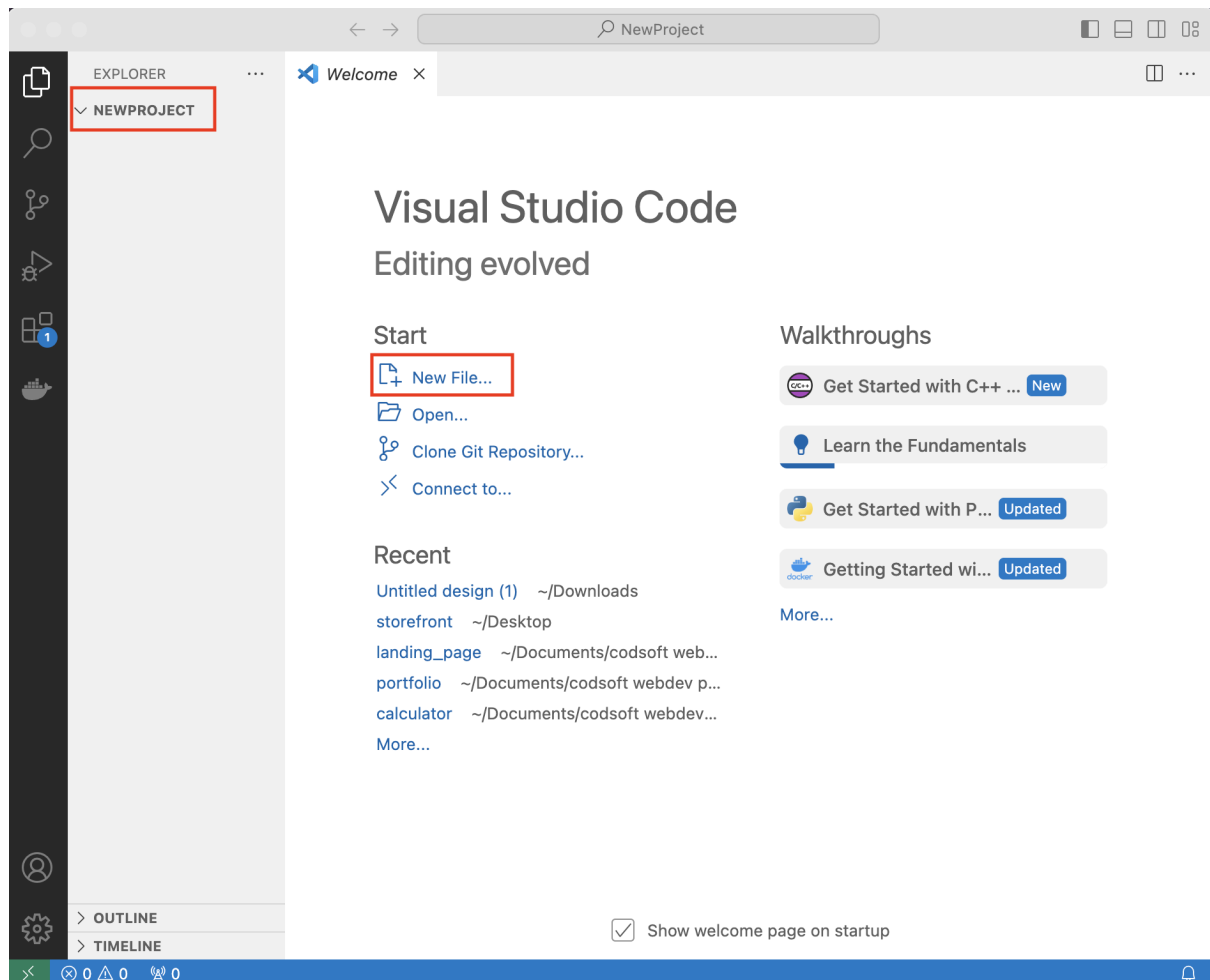 NewProject
EXPLORER ...
Welcome
NEWPROJECT
Visual Studio Code
Editing evolved
Start
New File...
Open...
Clone Git Repository...
Connect to...
Recent
Untitled design (1) ~/Downloads
storefront ~/Desktop
landing_page ~/Documents/codsoft web...
portfolio ~/Documents/codsoft webdev p...
calculator ~/Documents/codsoft webdev...
More...
Walkthroughs
C/C++ Get Started with C++ ... New
Learn the Fundamentals
Get Started with P... Updated
docker Getting Started wi... Updated
More...
1
OUTLINE
TIMELINE
Show welcome page on startup
0 0 0